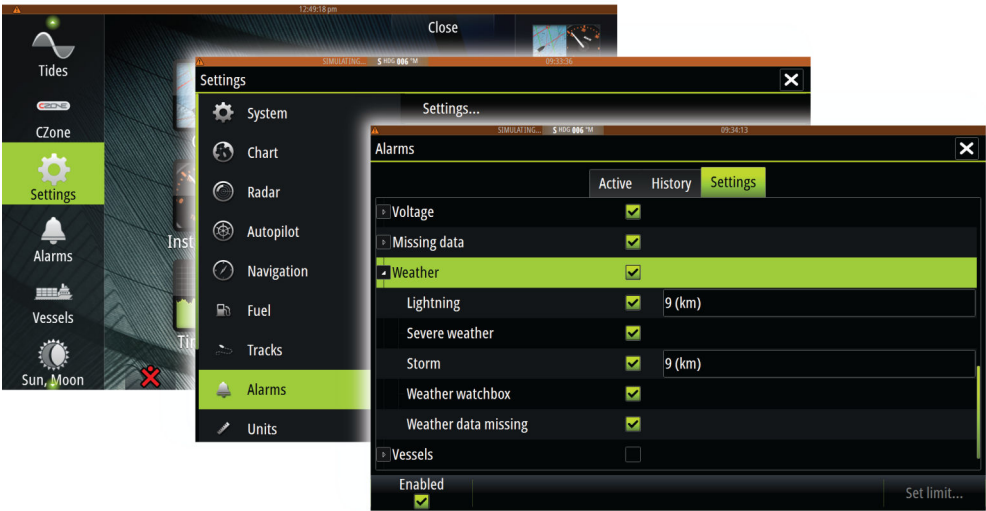 12:49:18 pm
Close
Tides
CZONE
CZone
Settings
Alarms
Vessels
Sun, Moon
Inst
SIMULATING... S HDG 006 °M 09:33:36
Settings
System
Settings...
Chart
Radar
Autopilot
Navigation
Fuel
Tracks
Alarms
Units
SIMULATING... S HDG 006 °M 09:34:13
Alarms
Active History Settings
Voltage
Missing data
Weather
Lightning 9 (km)
Severe weather
Storm 9 (km)
Weather watchbox
Weather data missing
Vessels
Enabled
Set limit...